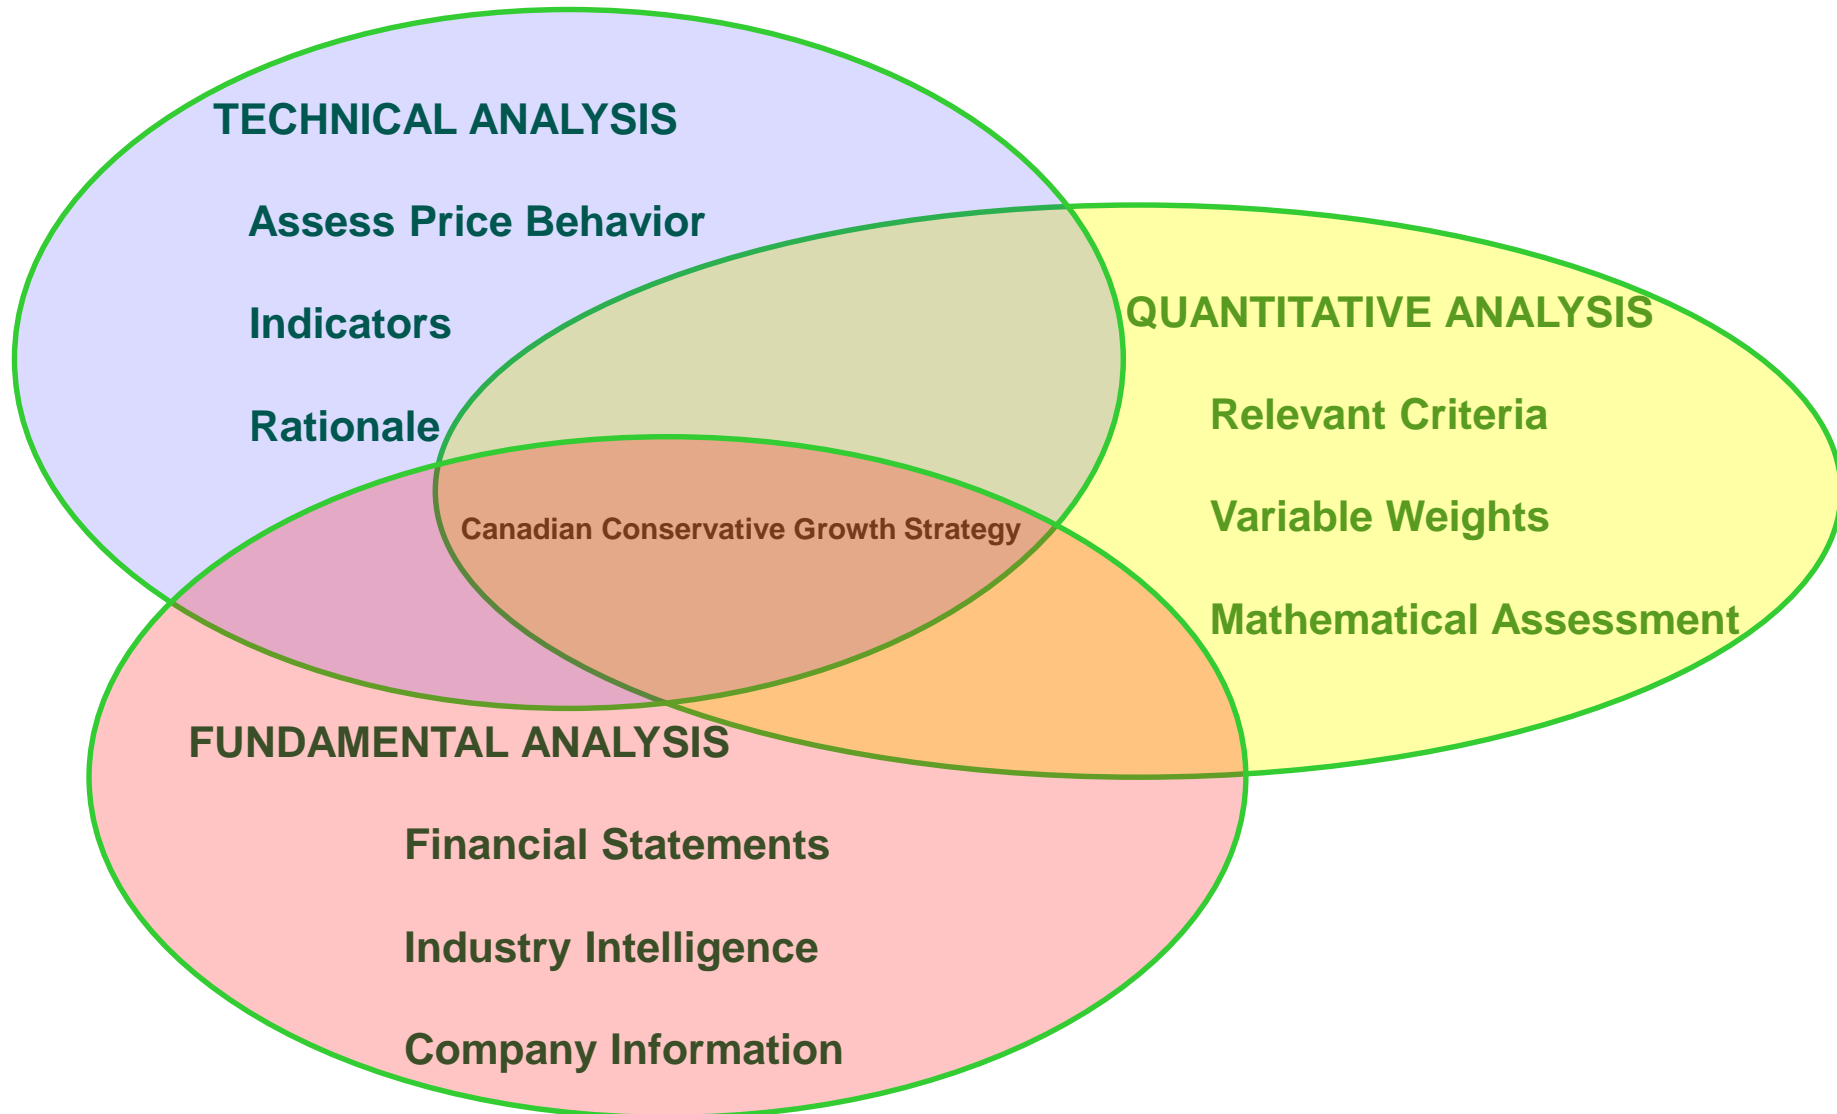 TECHNICAL ANALYSIS
Assess Price Behavior
Indicators
Rationale
QUANTITATIVE ANALYSIS
Relevant Criteria
Variable Weights
Mathematical Assessment
Canadian Conservative Growth Strategy
FUNDAMENTAL ANALYSIS
Financial Statements
Industry Intelligence
Company Information